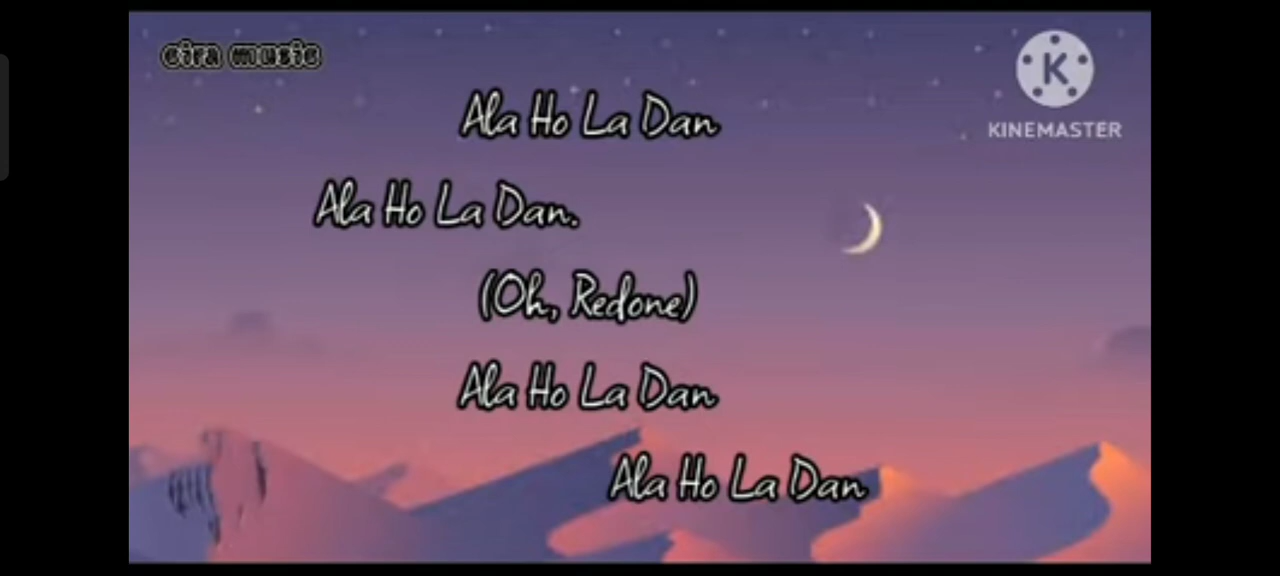 cira music
KINEMASTER
Ala Ho La Dan
Ala Ho La Dan.
(Oh, Redone)
Ala Ho La Dan
Ala Ho La Dan